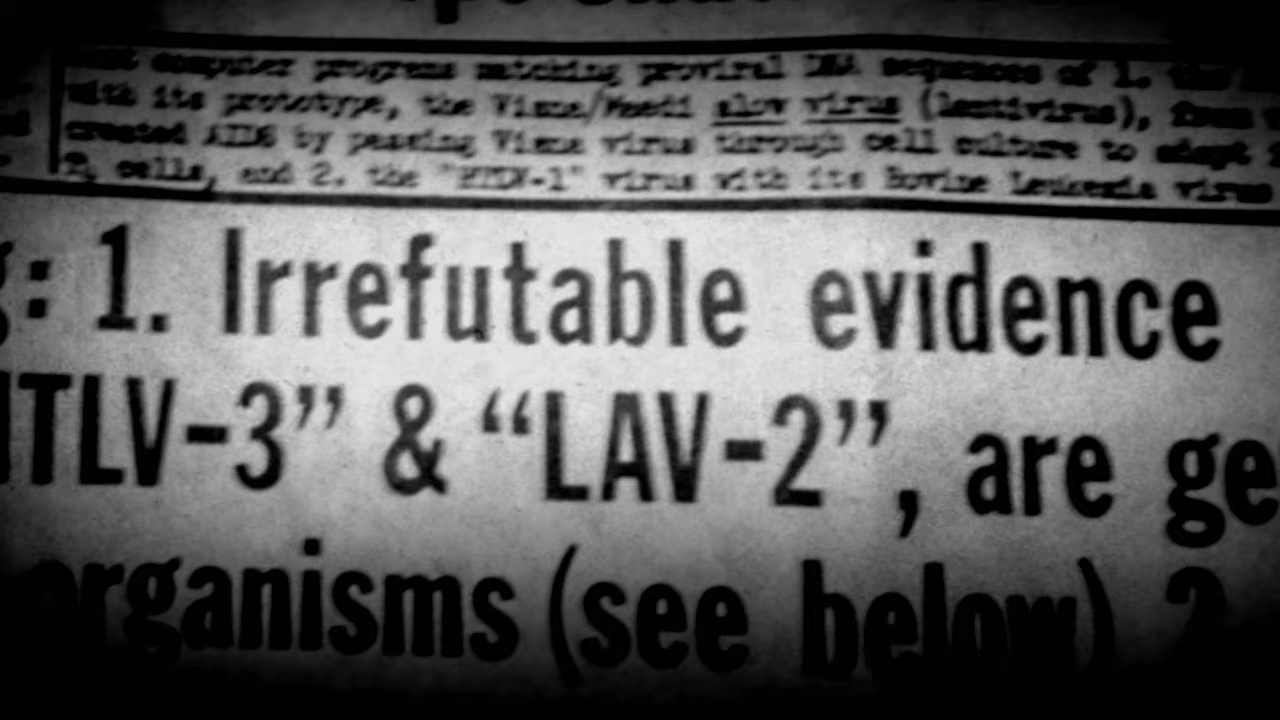 computer programs matching proviral DNA sequences of 1. the
with its prototype, the Visna/Maedi slow virus (lentivirus), from
created AIDS by passing Visna virus through cell culture to adapt
cells, and 2. the "HTLV-1" virus with its Bovine Leukemia virus
: 1. Irrefutable evidence
HTLV-3” & “LAV-2”, are ge
organisms (see below) 2